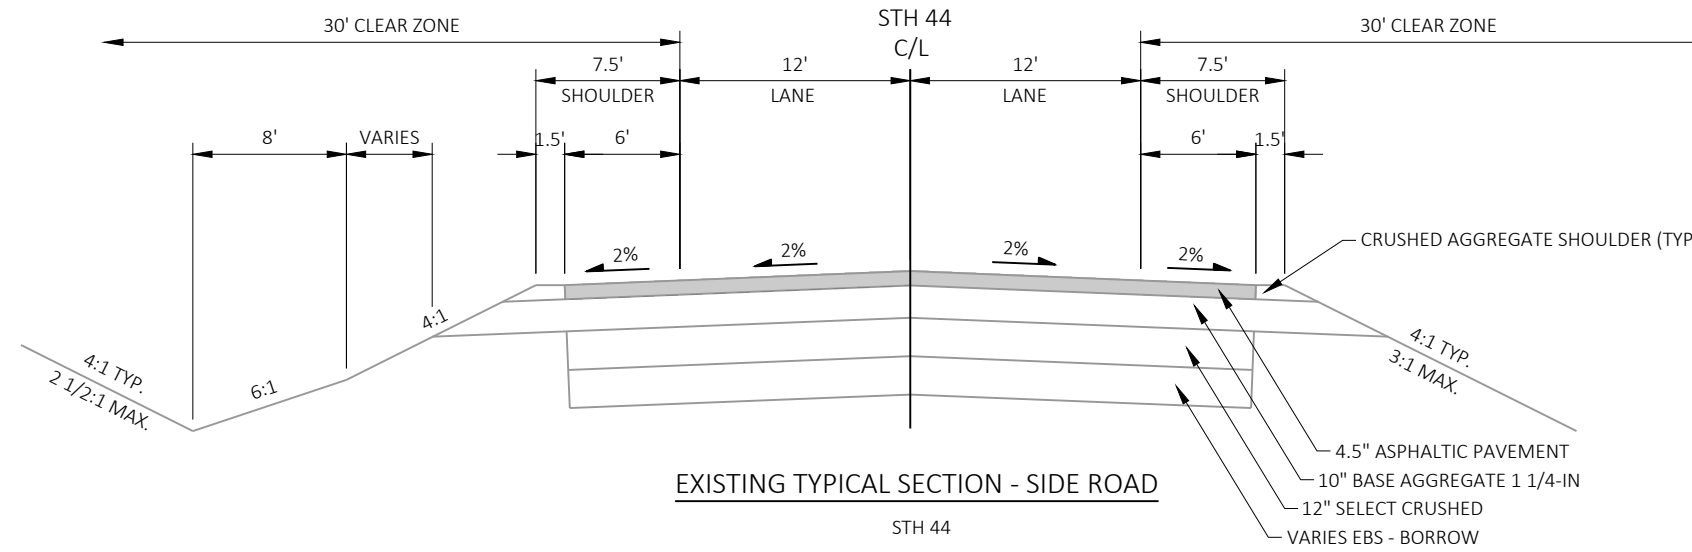 STH 44
C/L
30' CLEAR ZONE
30' CLEAR ZONE
7.5'
12'
12'
7.5'
SHOULDER
LANE
LANE
SHOULDER
8'
VARIES
1.5'
6'
6'
1.5'
2%
2%
2%
2%
CRUSHED AGGREGATE SHOULDER (TYP
4:1
4:1 TYP.
2 1/2:1 MAX.
6:1
4:1 TYP.
3:1 MAX.
4.5" ASPHALTIC PAVEMENT
10" BASE AGGREGATE 1 1/4-IN
12" SELECT CRUSHED
VARIES EBS - BORROW
EXISTING TYPICAL SECTION - SIDE ROAD
STH 44